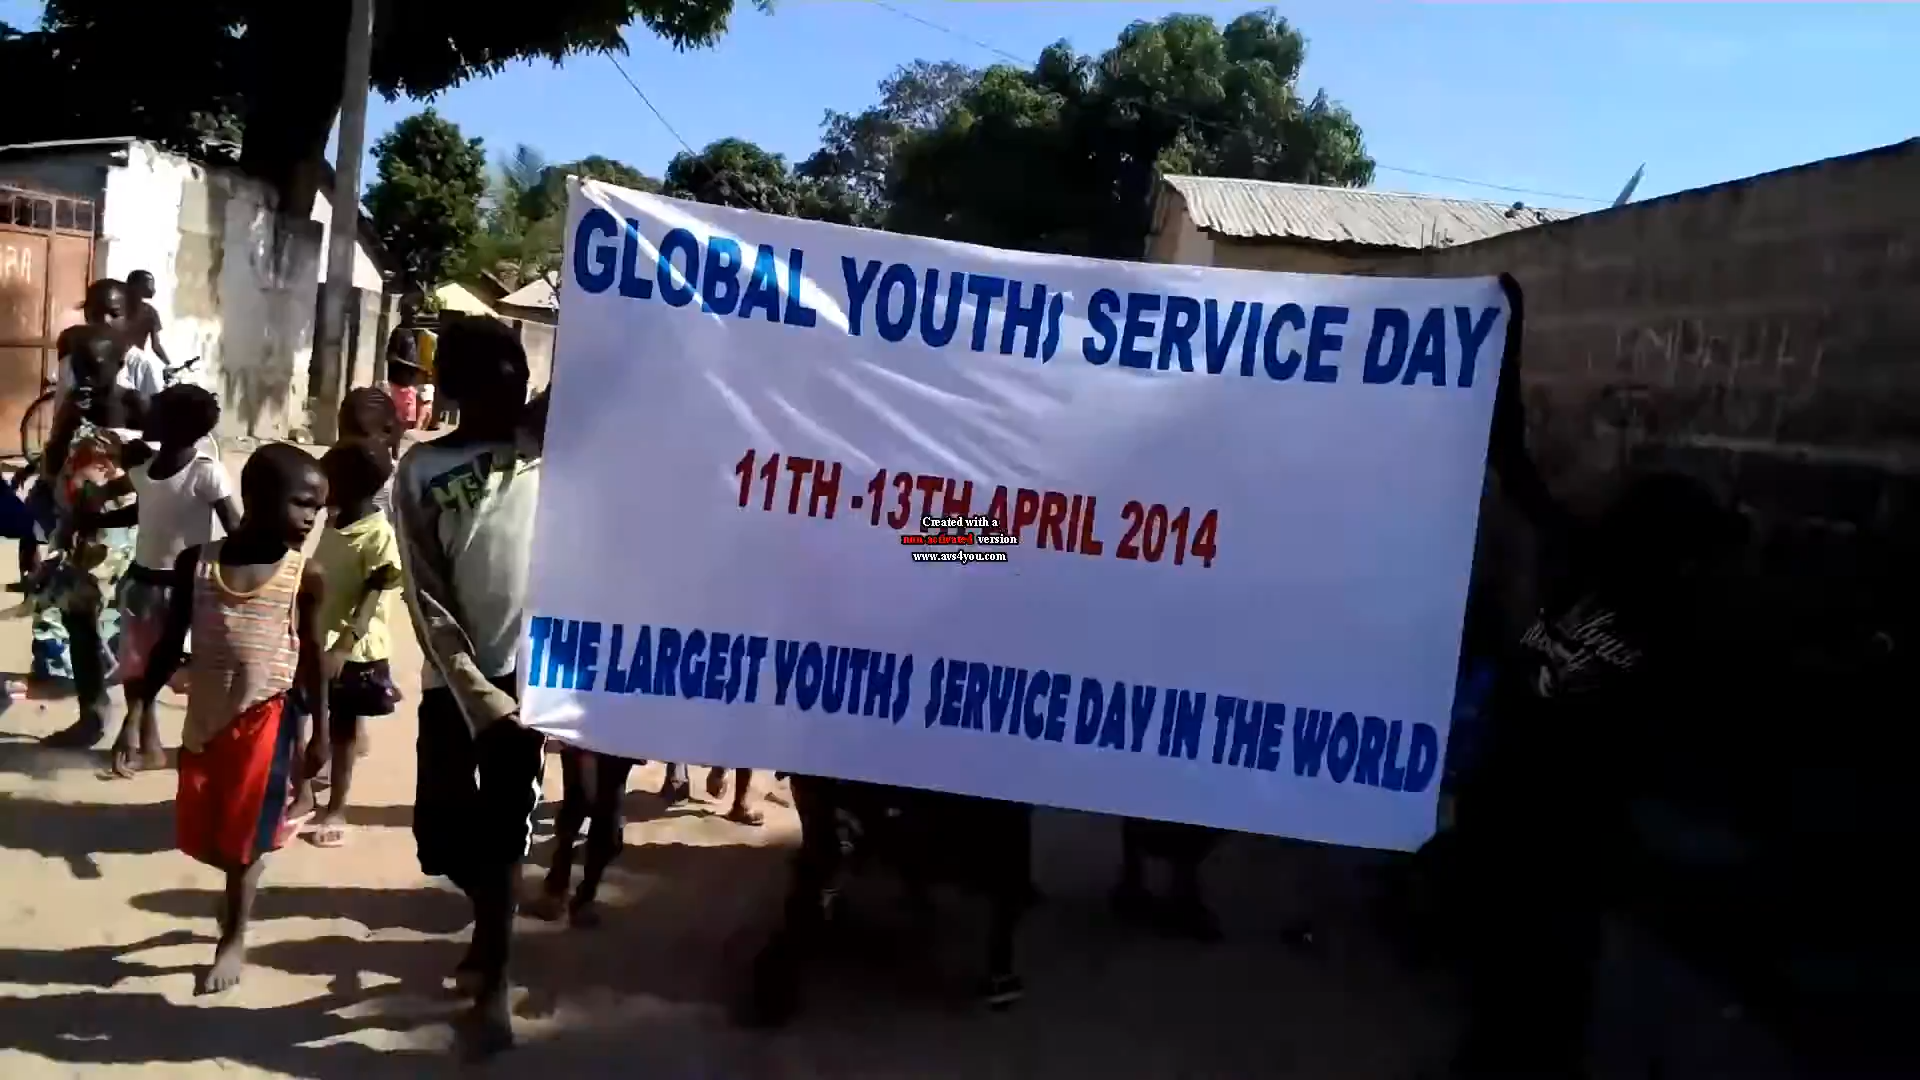 GLOBAL YOUTHS SERVICE DAY
11TH -13TH APRIL 2014
Created with a
non-activated version
www.avs4you.com
THE LARGEST YOUTHS SERVICE DAY IN THE WORLD